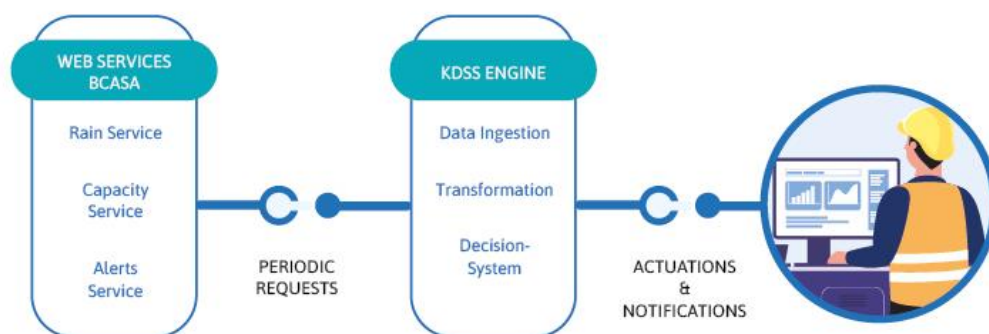 WEB SERVICES
BCASA
Rain Service
Capacity
Service
Alerts
Service
PERIODIC
REQUESTS
KDSS ENGINE
Data Ingestion
Transformation
Decision-
System
ACTUATIONS
&
NOTIFICATIONS